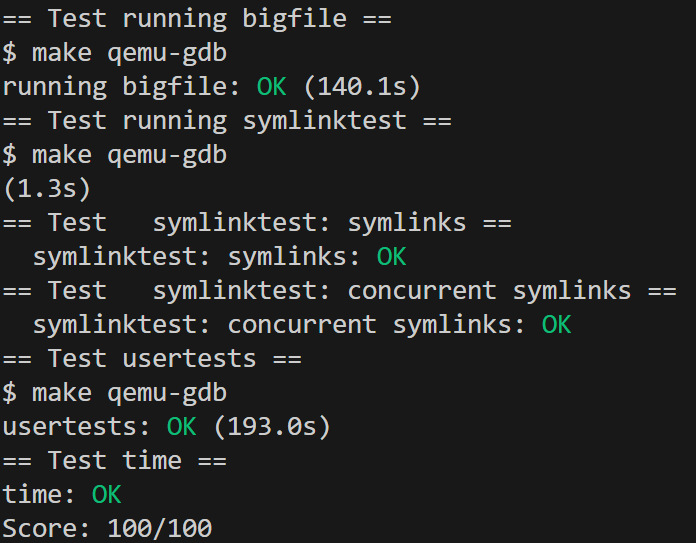 == Test running bigfile ==
$ make qemu-gdb
running bigfile: OK (140.1s)
== Test running symlinktest ==
$ make qemu-gdb
(1.3s)
== Test   symlinktest: symlinks ==
  symlinktest: symlinks: OK
== Test   symlinktest: concurrent symlinks ==
  symlinktest: concurrent symlinks: OK
== Test usertests ==
$ make qemu-gdb
usertests: OK (193.0s)
== Test time ==
time: OK
Score: 100/100